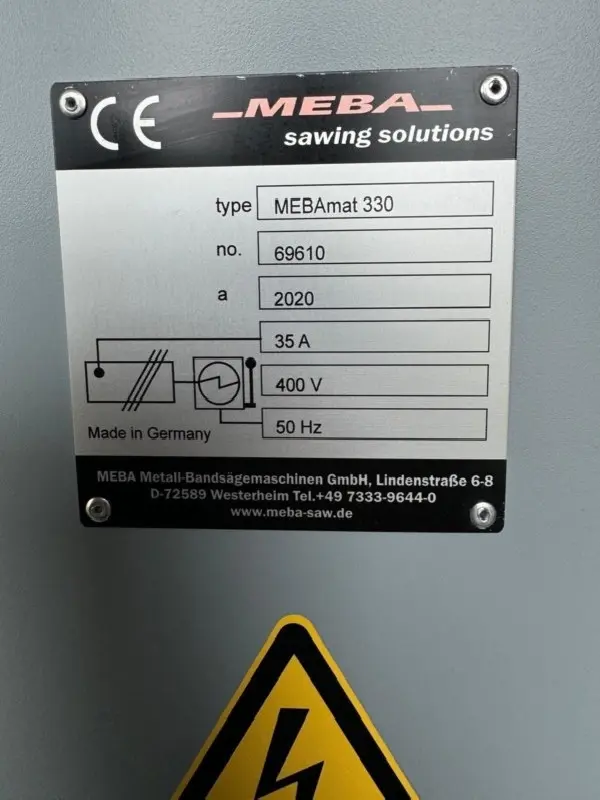 CE
MEBA
sawing solutions
type MEBAmat 330
no. 69610
a 2020
35 A
400 V
50 Hz
Made in Germany
MEBA Metall-Bandsägemaschinen GmbH, Lindenstraße 6-8
D-72589 Westerheim Tel.+49 7333-9644-0
www.meba-saw.de